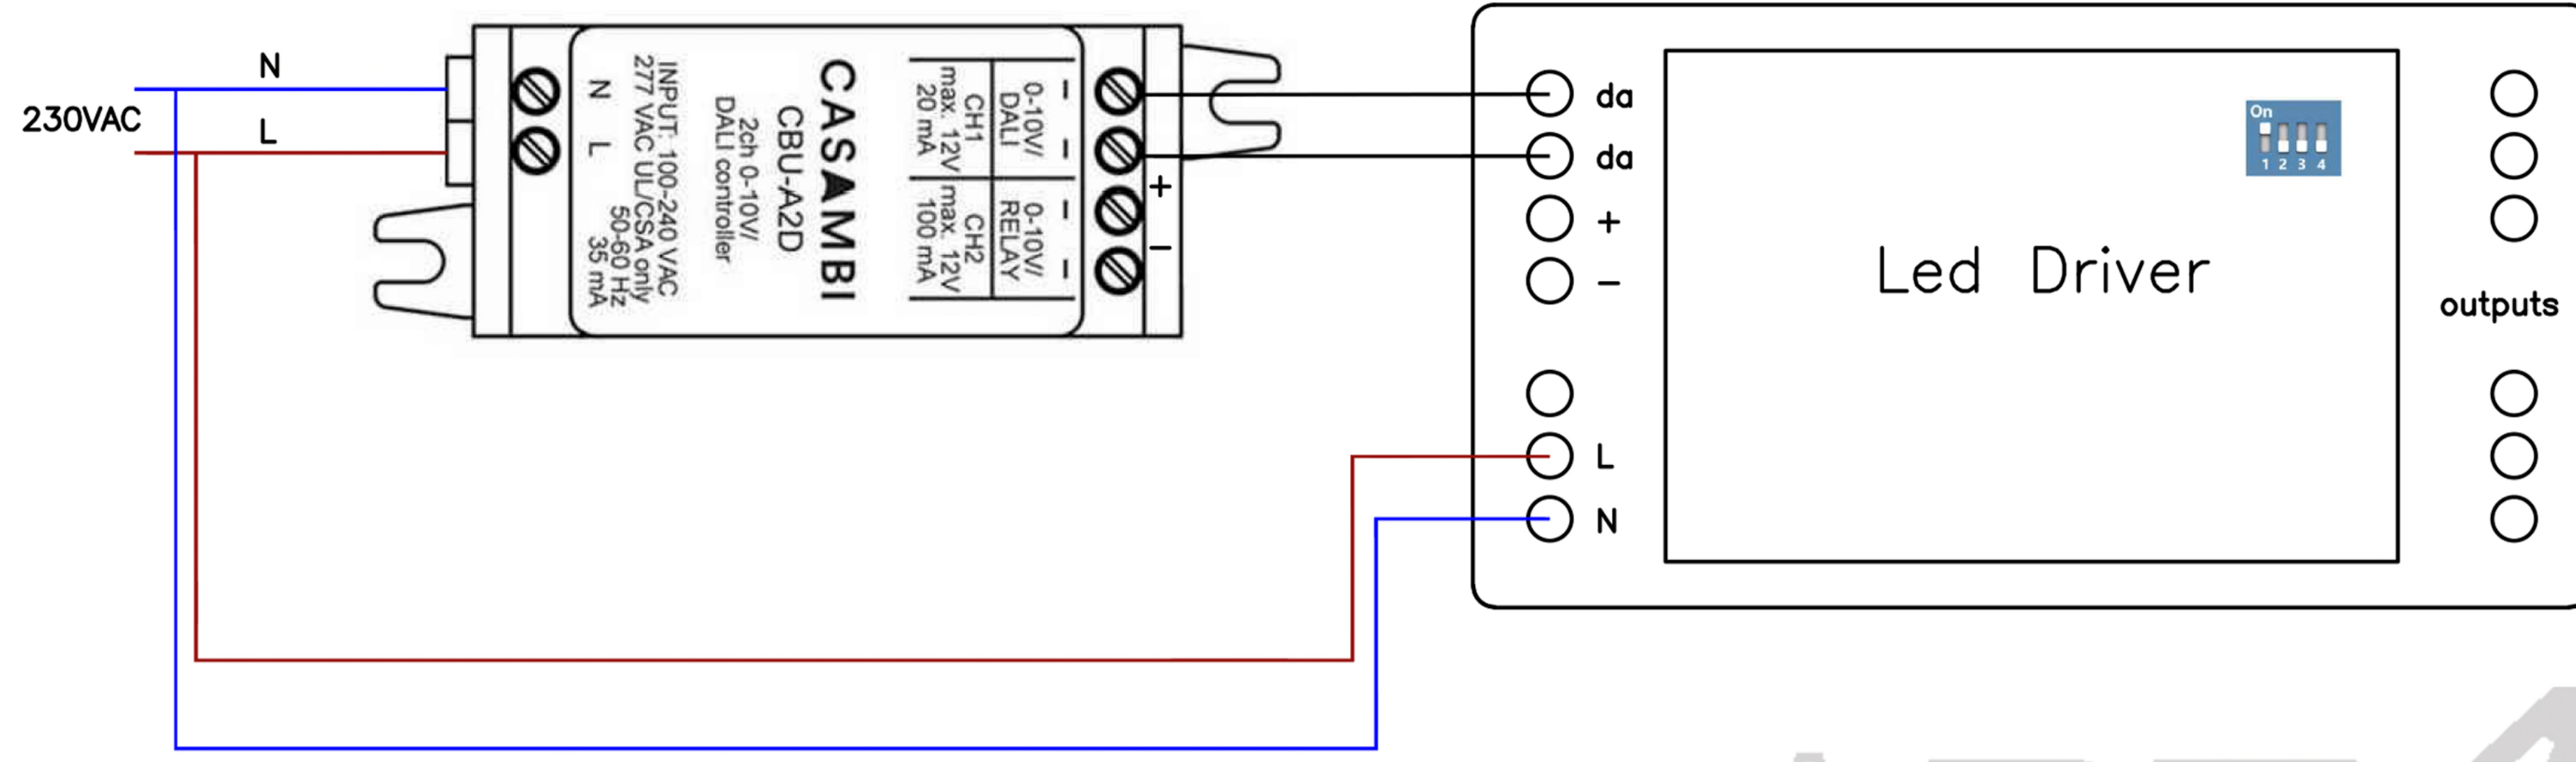 N
230VAC
L
N L
INPUT: 100-240 VAC
277 VAC UL/CSA only
50-60 Hz
35 mA
CASAMBI
CBU-A2D
2ch 0-10V/
DALI controller
0-10V/
DALI
CH1
max. 12V
20 mA
0-10V/
RELAY
CH2
max. 12V
100 mA
- - - -
+
-
da
da
+
-
L
N
Led Driver
On
1 2 3 4
outputs